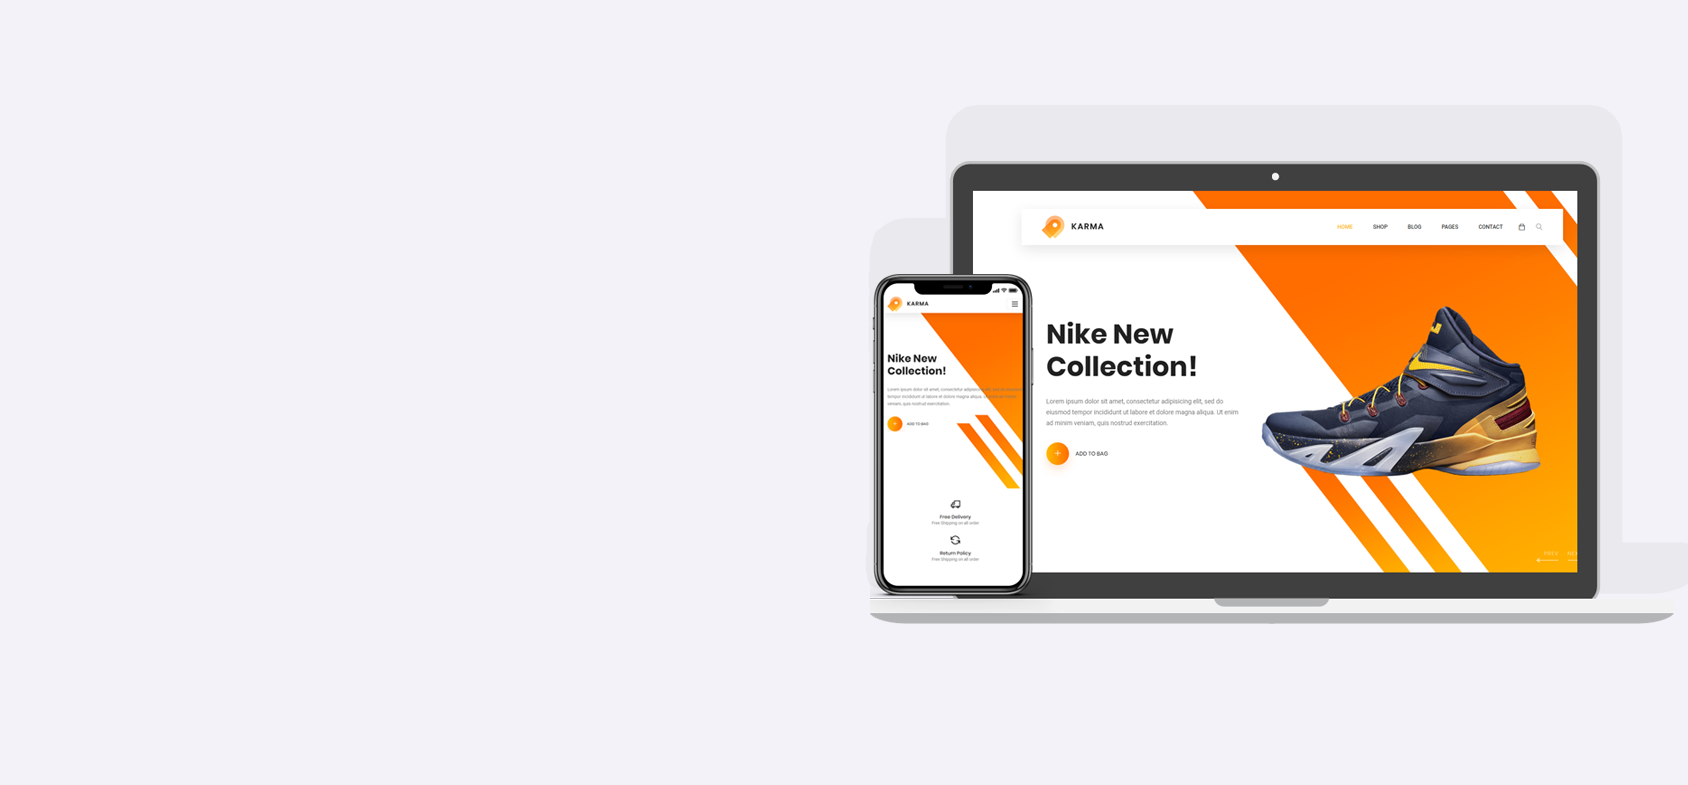 KARMA
HOME SHOP BLOG PAGES CONTACT
Nike New
Collection!
Lorem ipsum dolor sit amet, consectetur adipisicing elit, sed do
eiusmod tempor incididunt ut labore et dolore magna aliqua. Ut enim
ad minim veniam, quis nostrud exercitation.
ADD TO BAG
PREV
KARMA
Nike New
Collection!
Lorem ipsum dolor sit amet, consectetur adipisicing elit, sed do eiusmod
tempor incididunt ut labore et dolore magna aliqua. Ut enim ad minim
veniam, quis nostrud exercitation.
ADD TO BAG
Free Delivery
Free Shipping on all order
Return Policy
Free Shipping on all order